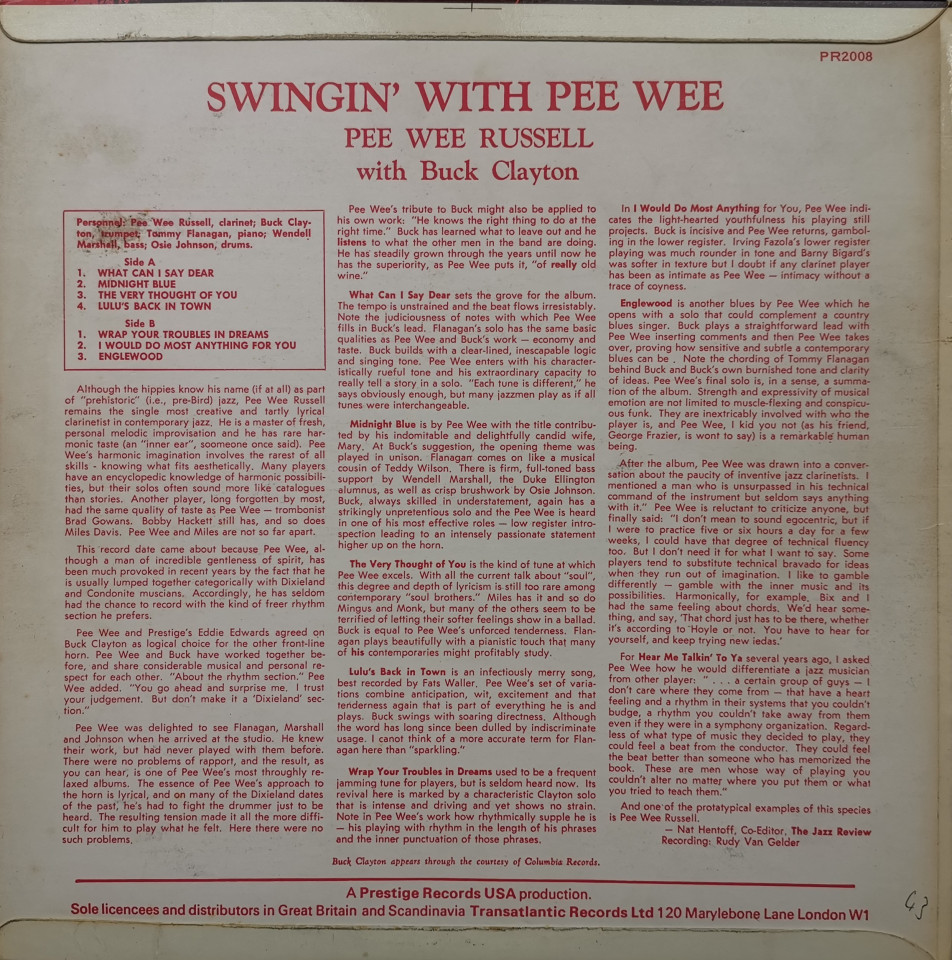 PR2008
SWINGIN' WITH PEE WEE
PEE WEE RUSSELL
with Buck Clayton
Personnel: Pee Wee Russell, clarinet; Buck Clay-
ton, trumpet; Tommy Flanagan, piano; Wendell
Marshall, bass; Osie Johnson, drums.
Side A
1. WHAT CAN I SAY DEAR
2. MIDNIGHT BLUE
3. THE VERY THOUGHT OF YOU
4. LULU'S BACK IN TOWN
Side B
1. WRAP YOUR TROUBLES IN DREAMS
2. I WOULD DO MOST ANYTHING FOR YOU
3. ENGLEWOOD
Although the hippies know his name (if at all) as part
of "prehistoric" (i.e., pre-Bird) jazz, Pee Wee Russell
remains the single most creative and tartly lyrical
clarinetist in contemporary jazz. He is a master of fresh,
personal melodic improvisation and he has rare har-
monic taste (an "inner ear", someone once said). Pee
Wee's harmonic imagination involves the rarest of all
skills - knowing what fits aesthetically. Many players
have an encyclopedic knowledge of harmonic possibili-
ties, but their solos often sound more like catalogues
than stories. Another player, long forgotten by most,
had the same quality of taste as Pee Wee — trombonist
Brad Gowans. Bobby Hackett still has, and so does
Miles Davis. Pee Wee and Miles are not so far apart.
This record date came about because Pee Wee, al-
though a man of incredible gentleness of spirit, has
been much provoked in recent years by the fact that he
is usually lumped together categorically with Dixieland
and Condonite muscians. Accordingly, he has seldom
had the chance to record with the kind of freer rhythm
section he prefers.
Pee Wee and Prestige's Eddie Edwards agreed on
Buck Clayton as logical choice for the other front-line
horn. Pee Wee and Buck have worked together be-
fore, and share considerable musical and personal re-
spect for each other. "About the rhythm section." Pee
Wee added. "You go ahead and surprise me. I trust
your judgement. But don't make it a 'Dixieland' sec-
tion."
Pee Wee was delighted to see Flanagan, Marshall
and Johnson when he arrived at the studio. He knew
their work, but had never played with them before.
There were no problems of rapport, and the result, as
you can hear, is one of Pee Wee's most throughly re-
laxed albums. The essence of Pee Wee's approach to
the horn is lyrical, and on many of the Dixieland dates
of the past, he's had to fight the drummer just to be
heard. The resulting tension made it all the more diffi-
cult for him to play what he felt. Here there were no
such problems.
Pee Wee's tribute to Buck might also be applied to
his own work: "He knows the right thing to do at the
right time." Buck has learned what to leave out and he
listens to what the other men in the band are doing.
He has steadily grown through the years until now he
has the superiority, as Pee Wee puts it, "of really old
wine."
What Can I Say Dear sets the grove for the album.
The tempo is unstrained and the beat flows irresistably.
Note the judiciousness of notes with which Pee Wee
fills in Buck's lead. Flanagan's solo has the same basic
qualities as Pee Wee and Buck's work — economy and
taste. Buck builds with a clear-lined, inescapable logic
and singing tone. Pee Wee enters with his character-
istically rueful tone and his extraordinary capacity to
really tell a story in a solo. "Each tune is different," he
says obviously enough, but many jazzmen play as if all
tunes were interchangeable.
Midnight Blue is by Pee Wee with the title contribu-
ted by his indomitable and delightfully candid wife,
Mary. At Buck's suggestion, the opening theme was
played in unison. Flanagan comes on like a musical
cousin of Teddy Wilson. There is firm, full-toned bass
support by Wendell Marshall, the Duke Ellington
alumnus, as well as crisp brushwork by Osie Johnson.
Buck, always skilled in understatement, again has a
strikingly unpretentious solo and the Pee Wee is heard
in one of his most effective roles — low register intro-
spection leading to an intensely passionate statement
higher up on the horn.
The Very Thought of You is the kind of tune at which
Pee Wee excels. With all the current talk about "soul",
this degree and depth of lyricism is still too rare among
contemporary "soul brothers." Miles has it and so do
Mingus and Monk, but many of the others seem to be
terrified of letting their softer feelings show in a ballad.
Buck is equal to Pee Wee's unforced tenderness. Flan-
agan plays beautifully with a pianistic touch that many
of his contemporaries might profitably study.
Lulu's Back in Town is an infectiously merry song,
best recorded by Fats Waller. Pee Wee's set of varia-
tions combine anticipation, wit, excitement and that
tenderness again that is part of everything he is and
plays. Buck swings with soaring directness. Although
the word has long since been dulled by indiscriminate
usage. I canot think of a more accurate term for Flan-
agan here than "sparkling."
Wrap Your Troubles in Dreams used to be a frequent
jamming tune for players, but is seldom heard now. Its
revival here is marked by a characteristic Clayton solo
that is intense and driving and yet shows no strain.
Note in Pee Wee's work how rhythmically supple he is
— his playing with rhythm in the length of his phrases
and the inner punctuation of those phrases.
In I Would Do Most Anything for You, Pee Wee indi-
cates the light-hearted youthfulness his playing still
projects. Buck is incisive and Pee Wee returns, gambol-
ing in the lower register. Irving Fazola's lower register
playing was much rounder in tone and Barny Bigard's
was softer in texture but I doubt if any clarinet player
has been as intimate as Pee Wee — intimacy without a
trace of coyness.
Englewood is another blues by Pee Wee which he
opens with a solo that could complement a country
blues singer. Buck plays a straightforward lead with
Pee Wee inserting comments and then Pee Wee takes
over, proving how sensitive and subtle a contemporary
blues can be . Note the chording of Tommy Flanagan
behind Buck and Buck's own burnished tone and clarity
of ideas. Pee Wee's final solo is, in a sense, a summa-
tion of the album. Strength and expressivity of musical
emotion are not limited to muscle-flexing and conspicu-
ous funk. They are inextricably involved with who the
player is, and Pee Wee, I kid you not (as his friend,
George Frazier, is wont to say) is a remarkable human
being.
After the album, Pee Wee was drawn into a conver-
sation about the paucity of inventive jazz clarinetists. I
mentioned a man who is unsurpassed in his technical
command of the instrument but seldom says anything
with it." Pee Wee is reluctant to criticize anyone, but
finally said: "I don't mean to sound egocentric, but if
I were to practice five or six hours a day for a few
weeks, I could have that degree of technical fluency
too. But I don't need it for what I want to say. Some
players tend to substitute technical bravado for ideas
when they run out of imagination. I like to gamble
differently — gamble with the inner music and its
possibilities. Harmonically, for example, Bix and I
had the same feeling about chords. We'd hear some-
thing, and say, 'That chord just has to be there, whether
it's according to Hoyle or not. You have to hear for
yourself, and keep trying new iedas.'
For Hear Me Talkin' To Ya several years ago, I asked
Pee Wee how he would differentiate a jazz musician
from other player: " . . . a certain group of guys — I
don't care where they come from — that have a heart
feeling and a rhythm in their systems that you couldn't
budge, a rhythm you couldn't take away from them
even if they were in a symphony organization. Regard-
less of what type of music they decided to play, they
could feel a beat from the conductor. They could feel
the beat better than someone who has memorized the
book. These are men whose way of playing you
couldn't alter no matter where you put them or what
you tried to teach them."
And one of the protatypical examples of this species
is Pee Wee Russell.
— Nat Hentoff, Co-Editor, The Jazz Review
Recording: Rudy Van Gelder
Buck Clayton appears through the courtesy of Columbia Records.
A Prestige Records USA production.
Sole licencees and distributors in Great Britain and Scandinavia Transatlantic Records Ltd 120 Marylebone Lane London W1
G3